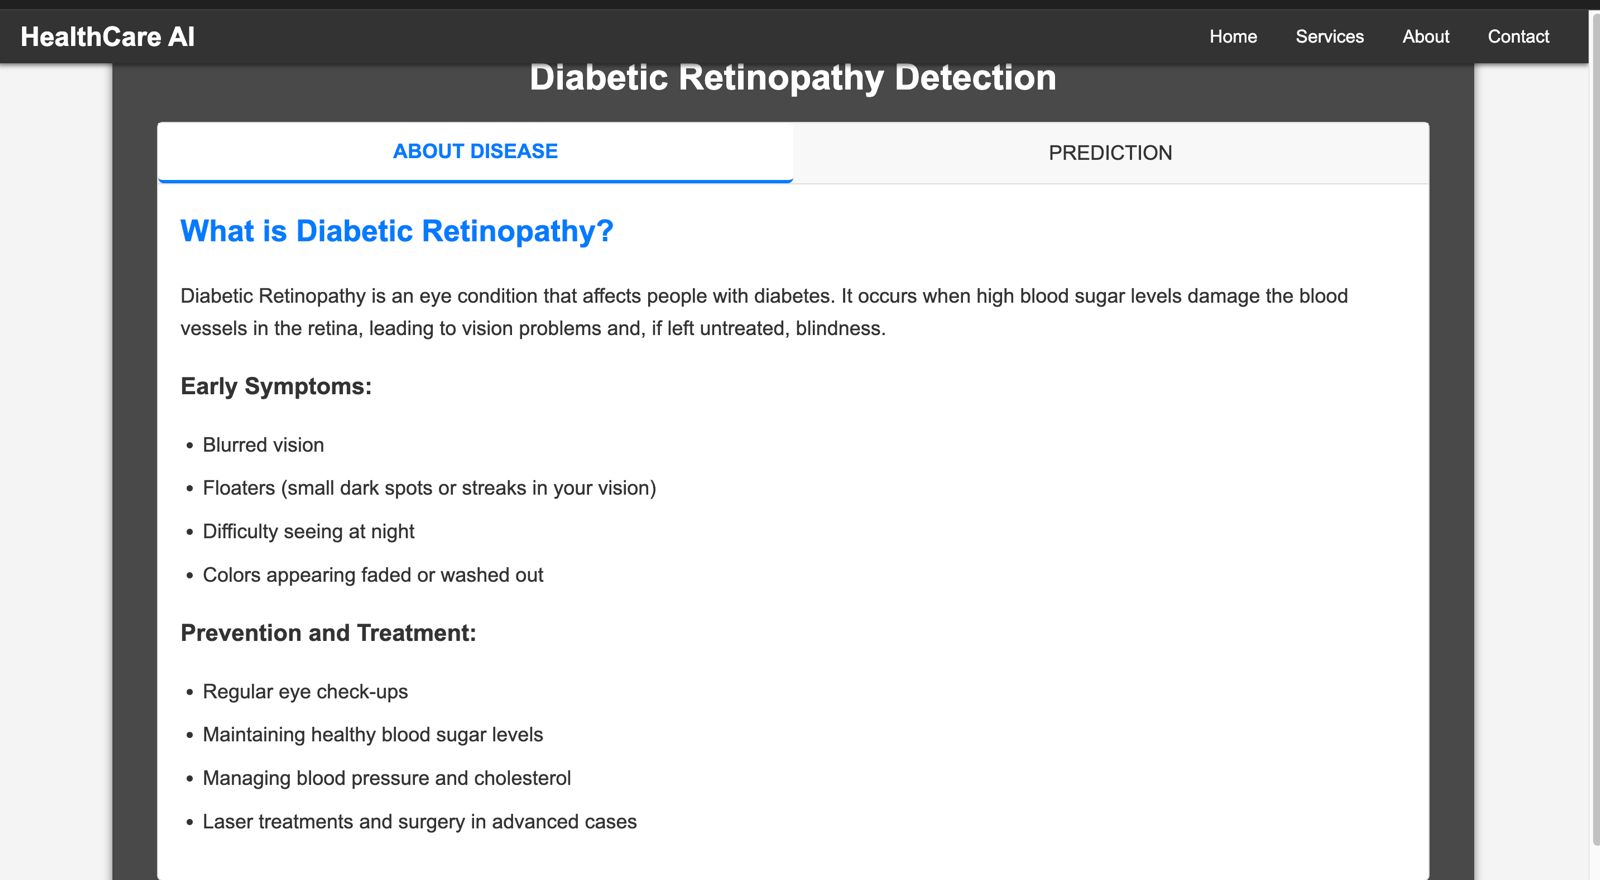 HealthCare AI
Home Services About Contact
Diabetic Retinopathy Detection
ABOUT DISEASE
PREDICTION
What is Diabetic Retinopathy?
Diabetic Retinopathy is an eye condition that affects people with diabetes. It occurs when high blood sugar levels damage the blood
vessels in the retina, leading to vision problems and, if left untreated, blindness.
Early Symptoms:
• Blurred vision
• Floaters (small dark spots or streaks in your vision)
• Difficulty seeing at night
• Colors appearing faded or washed out
Prevention and Treatment:
• Regular eye check-ups
• Maintaining healthy blood sugar levels
• Managing blood pressure and cholesterol
• Laser treatments and surgery in advanced cases